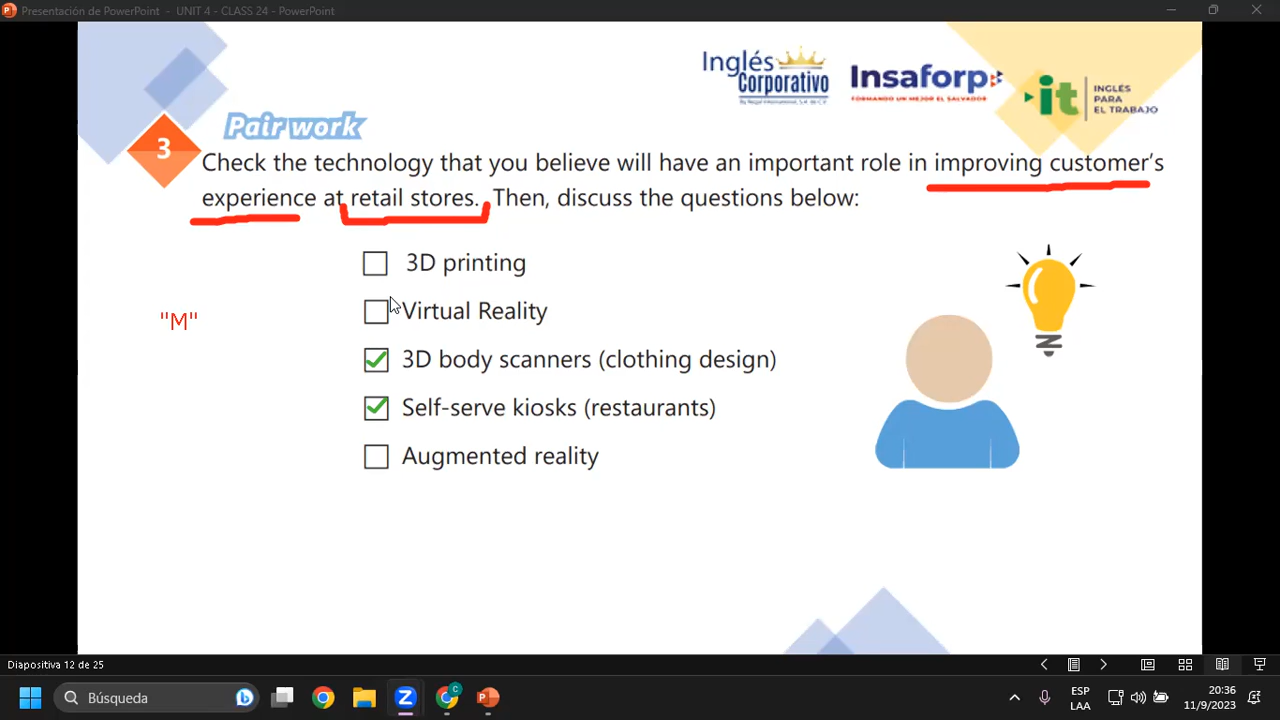 Presentación de PowerPoint - UNIT 4 - CLASS 24 - PowerPoint
Inglés
Corporativo
Insaforp
FORMANDO UN MEJOR EL SALVADOR
it
INGLÉS
PARA
EL TRABAJO
Pair work
3
Check the technology that you believe will have an important role in improving customer's
experience at retail stores. Then, discuss the questions below:
3D printing
Virtual Reality
"M"
3D body scanners (clothing design)
Self-serve kiosks (restaurants)
Augmented reality
Diapositiva 12 de 25
Búsqueda
ESP
LAA
20:36
11/9/2023